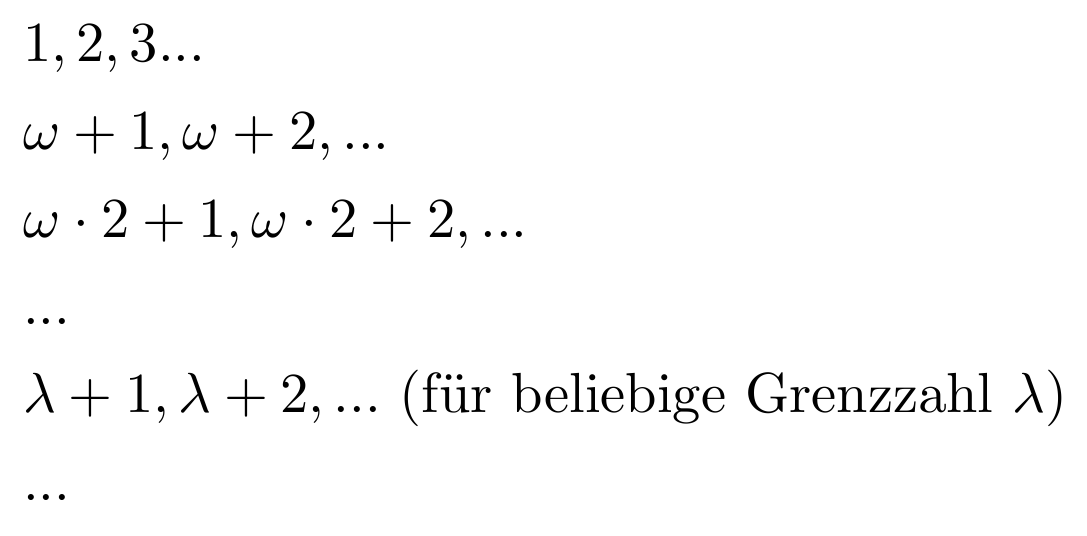 1, 2, 3...
ω + 1, ω + 2, ...
ω · 2 + 1, ω · 2 + 2, ...
...
λ + 1, λ + 2, ... (für beliebige Grenzzahl λ)
...